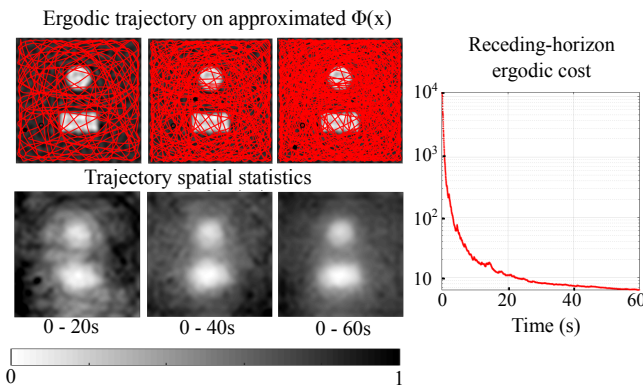 Ergodic trajectory on approximated Φ(x)
Trajectory spatial statistics
0 - 20s
0 - 40s
0 - 60s
0
1
Receding-horizon
ergodic cost
10^4
10^3
10^2
10
0
20
40
60
Time (s)